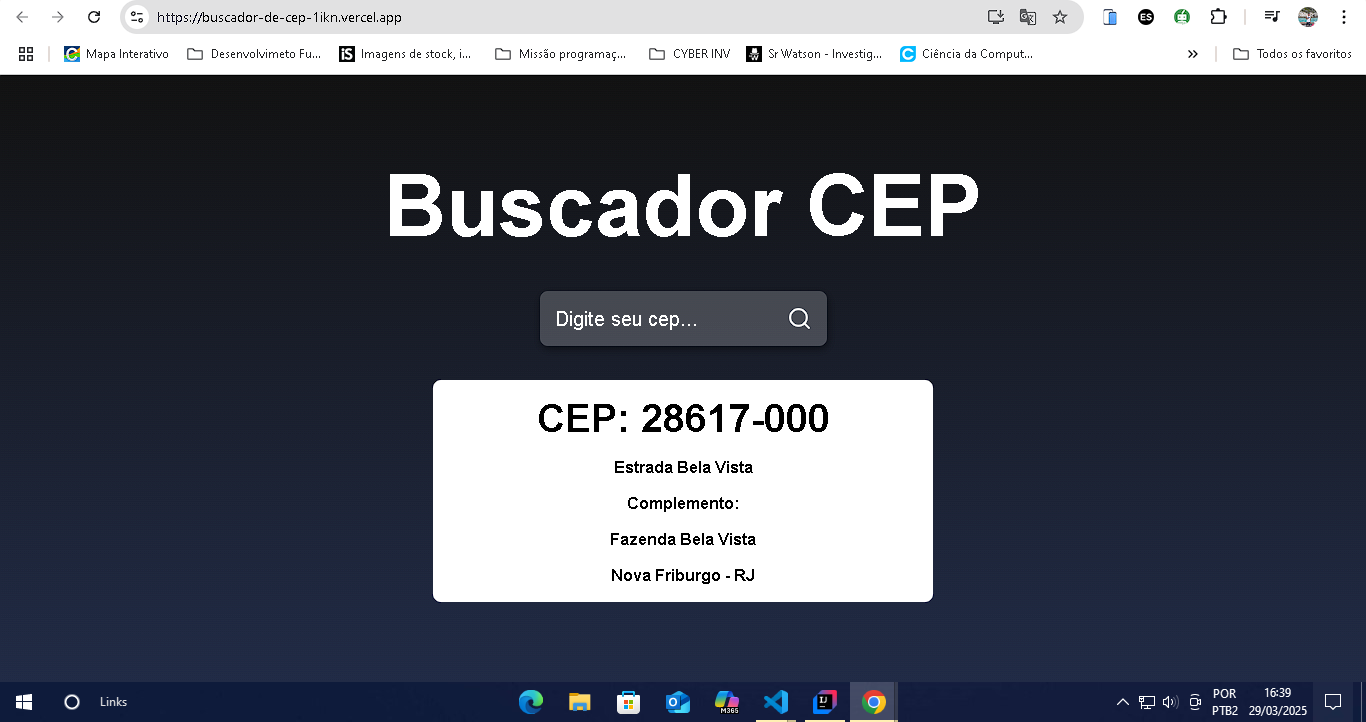 https://buscador-de-cep-1ikn.vercel.app
ES
Mapa Interativo
Desenvolvimeto Fu...
iS
Imagens de stock, i...
Missão programaç...
CYBER INV
Sr Watson - Investig...
Ciência da Comput...
»
Todos os favoritos
Buscador CEP
Digite seu cep...
CEP: 28617-000
Estrada Bela Vista
Complemento:
Fazenda Bela Vista
Nova Friburgo - RJ
Links
M365
IJ
POR
PTB2
16:39
29/03/2025